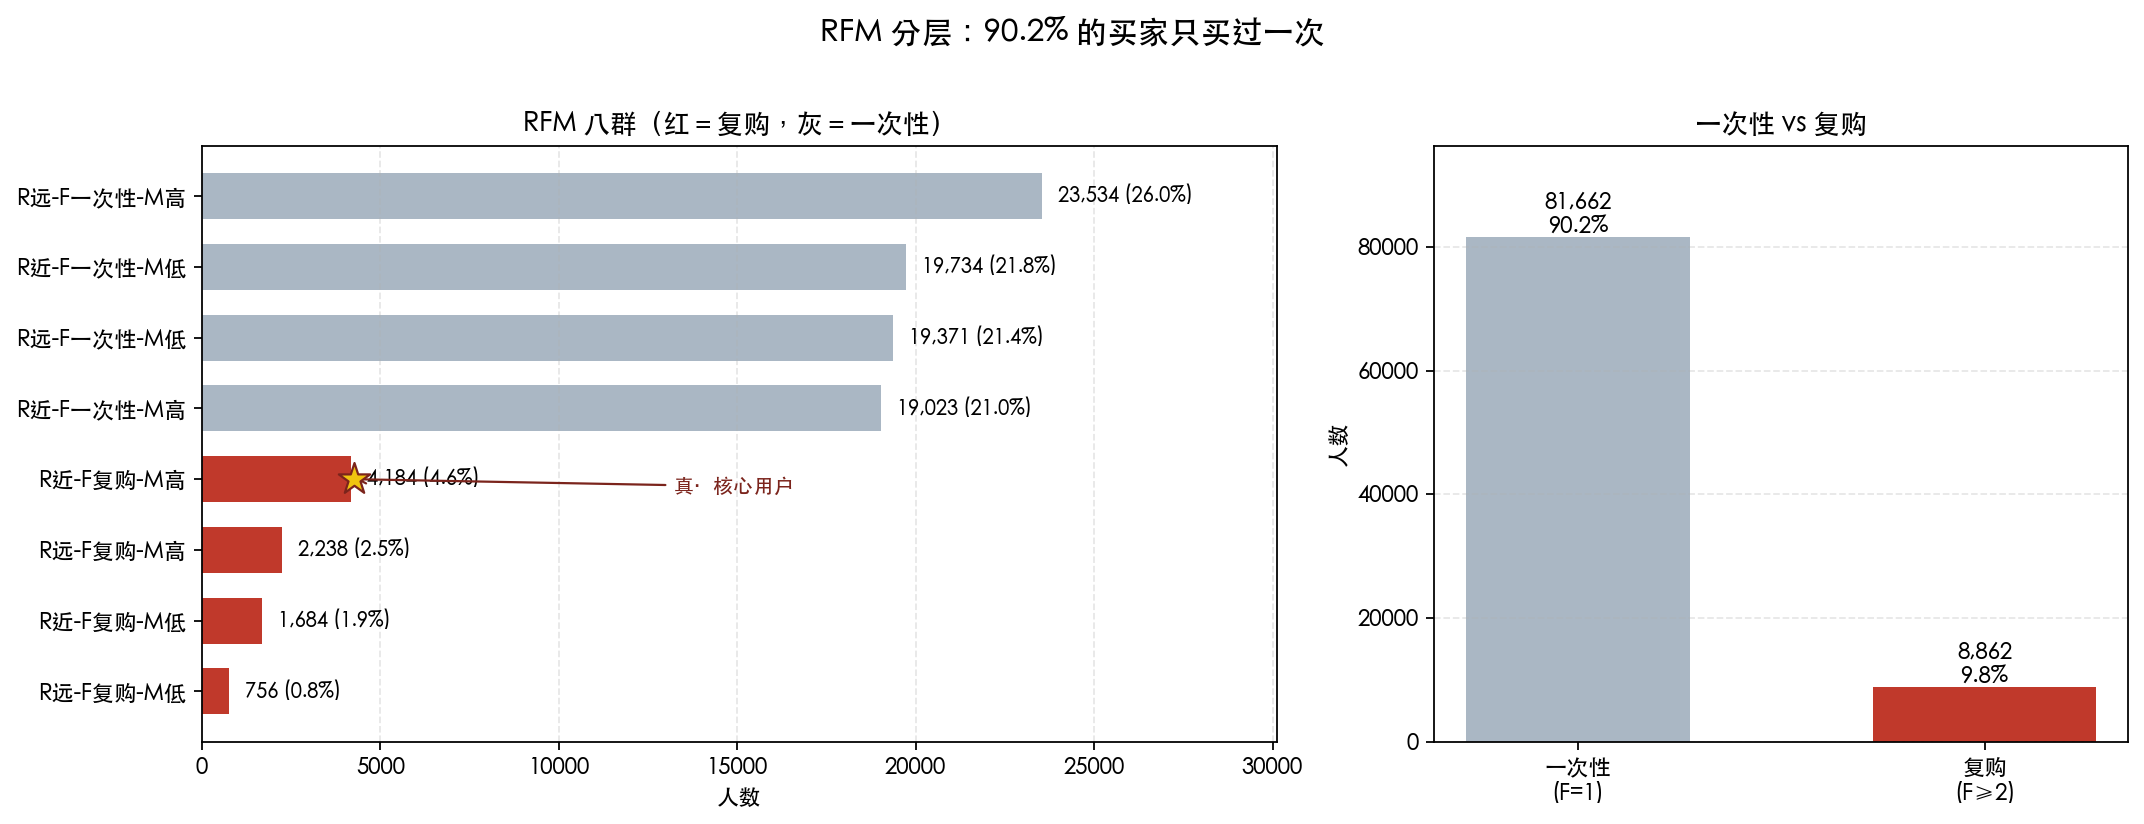 RFM 分层：90.2% 的买家只买过一次
RFM 八群（红＝复购，灰＝一次性）
R远-F一次性-M高
23,534 (26.0%)
R近-F一次性-M低
19,734 (21.8%)
R远-F一次性-M低
19,371 (21.4%)
R近-F一次性-M高
19,023 (21.0%)
R近-F复购-M高
4,184 (4.6%)
真· 核心用户
R远-F复购-M高
2,238 (2.5%)
R近-F复购-M低
1,684 (1.9%)
R远-F复购-M低
756 (0.8%)
0 5000 10000 15000 20000 25000 30000
人数
一次性 vs 复购
81,662
90.2%
8,862
9.8%
80000
60000
40000
20000
0
人数
一次性
(F=1)
复购
(F≥2)